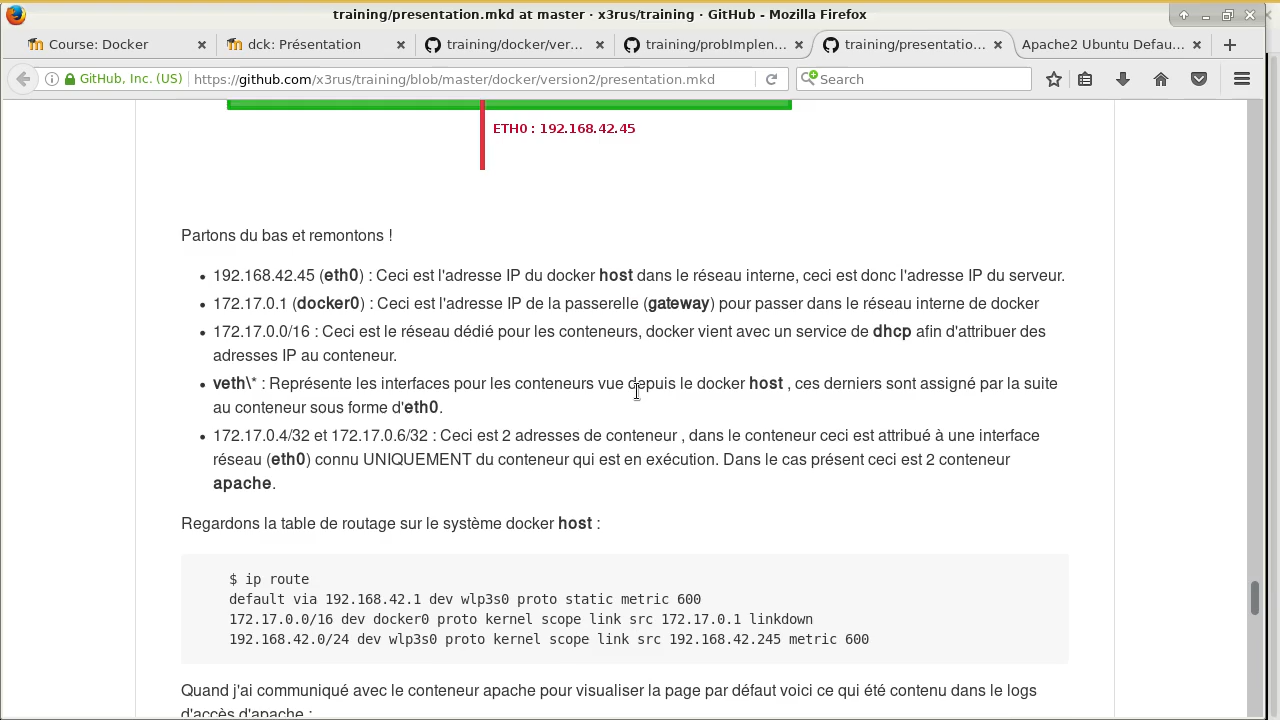 training/presentation.mkd at master · x3rus/training · GitHub - Mozilla Firefox
Course: Docker
dck: Présentation
training/docker/ver...
training/probImplen...
training/presentatio...
Apache2 Ubuntu Defau...
GitHub, Inc. (US)
https://github.com/x3rus/training/blob/master/docker/version2/presentation.mkd
Search
ETH0 : 192.168.42.45
Partons du bas et remontons !
• 192.168.42.45 (eth0) : Ceci est l'adresse IP du docker host dans le réseau interne, ceci est donc l'adresse IP du serveur.
• 172.17.0.1 (docker0) : Ceci est l'adresse IP de la passerelle (gateway) pour passer dans le réseau interne de docker
• 172.17.0.0/16 : Ceci est le réseau dédié pour les conteneurs, docker vient avec un service de dhcp afin d'attribuer des
adresses IP au conteneur.
• veth\* : Représente les interfaces pour les conteneurs vue depuis le docker host , ces derniers sont assigné par la suite
au conteneur sous forme d'eth0.
• 172.17.0.4/32 et 172.17.0.6/32 : Ceci est 2 adresses de conteneur , dans le conteneur ceci est attribué à une interface
réseau (eth0) connu UNIQUEMENT du conteneur qui est en exécution. Dans le cas présent ceci est 2 conteneur
apache.
Regardons la table de routage sur le système docker host :
$ ip route
default via 192.168.42.1 dev wlp3s0 proto static metric 600
172.17.0.0/16 dev docker0 proto kernel scope link src 172.17.0.1 linkdown
192.168.42.0/24 dev wlp3s0 proto kernel scope link src 192.168.42.245 metric 600
Quand j'ai communiqué avec le conteneur apache pour visualiser la page par défaut voici ce qui été contenu dans le logs
d'accès d'apache :